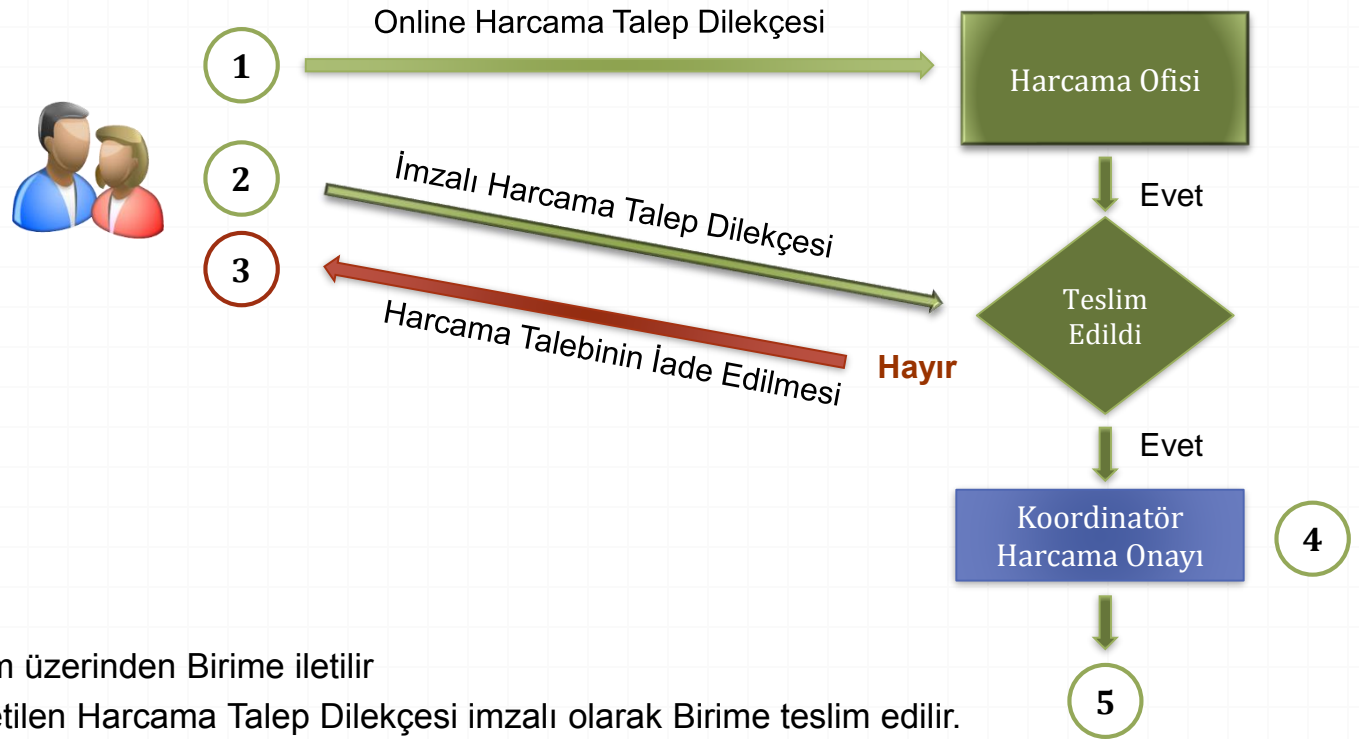 Online Harcama Talep Dilekçesi
1
Harcama Ofisi
2
İmzalı Harcama Talep Dilekçesi
Evet
3
Harcama Talebinin İade Edilmesi
Hayır
Teslim
Edildi
Evet
Koordinatör
Harcama Onayı
4
üzerinden Birime iletilir
Harcama Talep Dilekçesi imzalı olarak Birime teslim edilir.
5